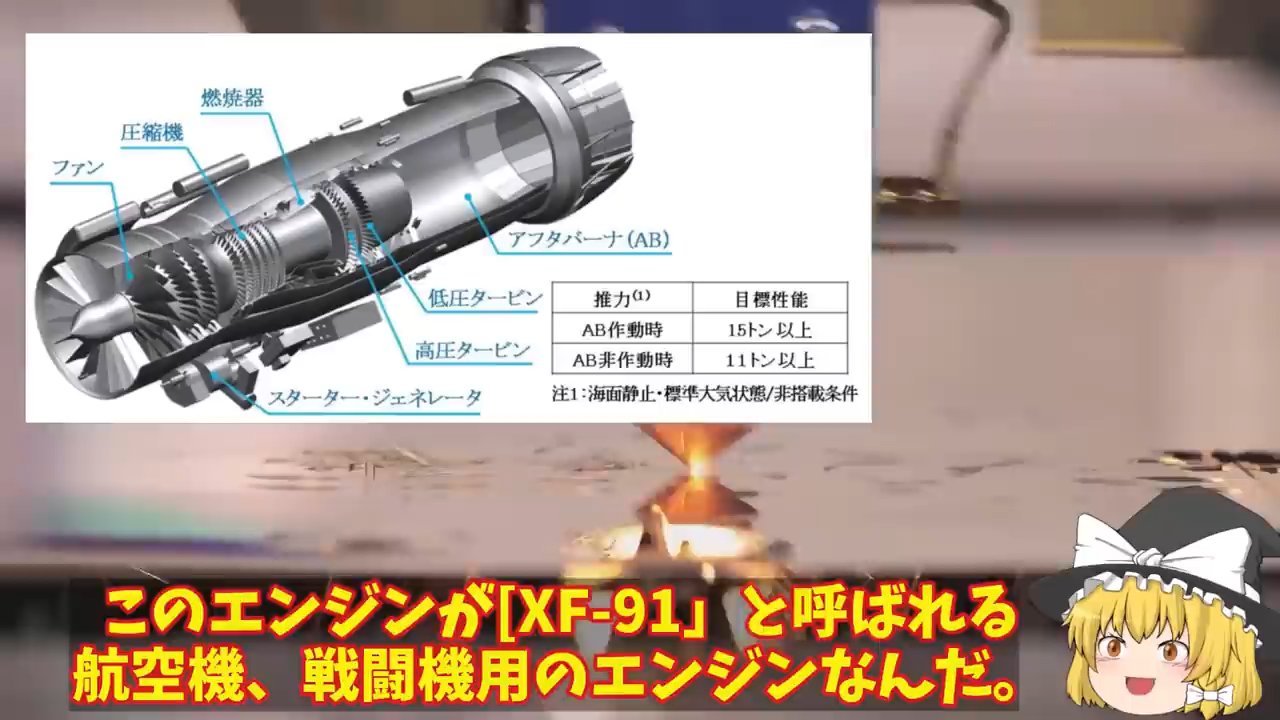 燃焼器
圧縮機
ファン
アフタバーナ(AB)
低圧タービン
高圧タービン
スターター・ジェネレータ
推力(1) 目標性能
AB作動時 15トン以上
AB非作動時 11トン以上
注1:海面静止・標準大気状態/非搭載条件
このエンジンが[XF-91」と呼ばれる
航空機、戦闘機用のエンジンなんだ。